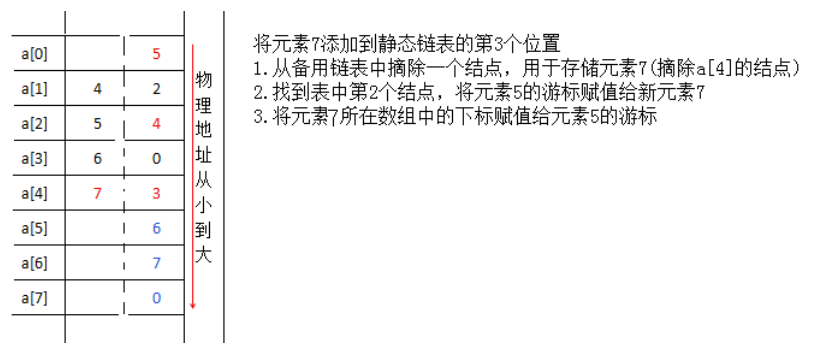 a[0] 5
a[1] 4 2
a[2] 5 4
a[3] 6 0
a[4] 7 3
a[5] 6
a[6] 7
a[7] 0
物理地址从小到大
将元素7添加到静态链表的第3个位置
1.从备用链表中摘除一个结点，用于存储元素7(摘除a[4]的结点)
2.找到表中第2个结点，将元素5的游标赋值给新元素7
3.将元素7所在数组中的下标赋值给元素5的游标